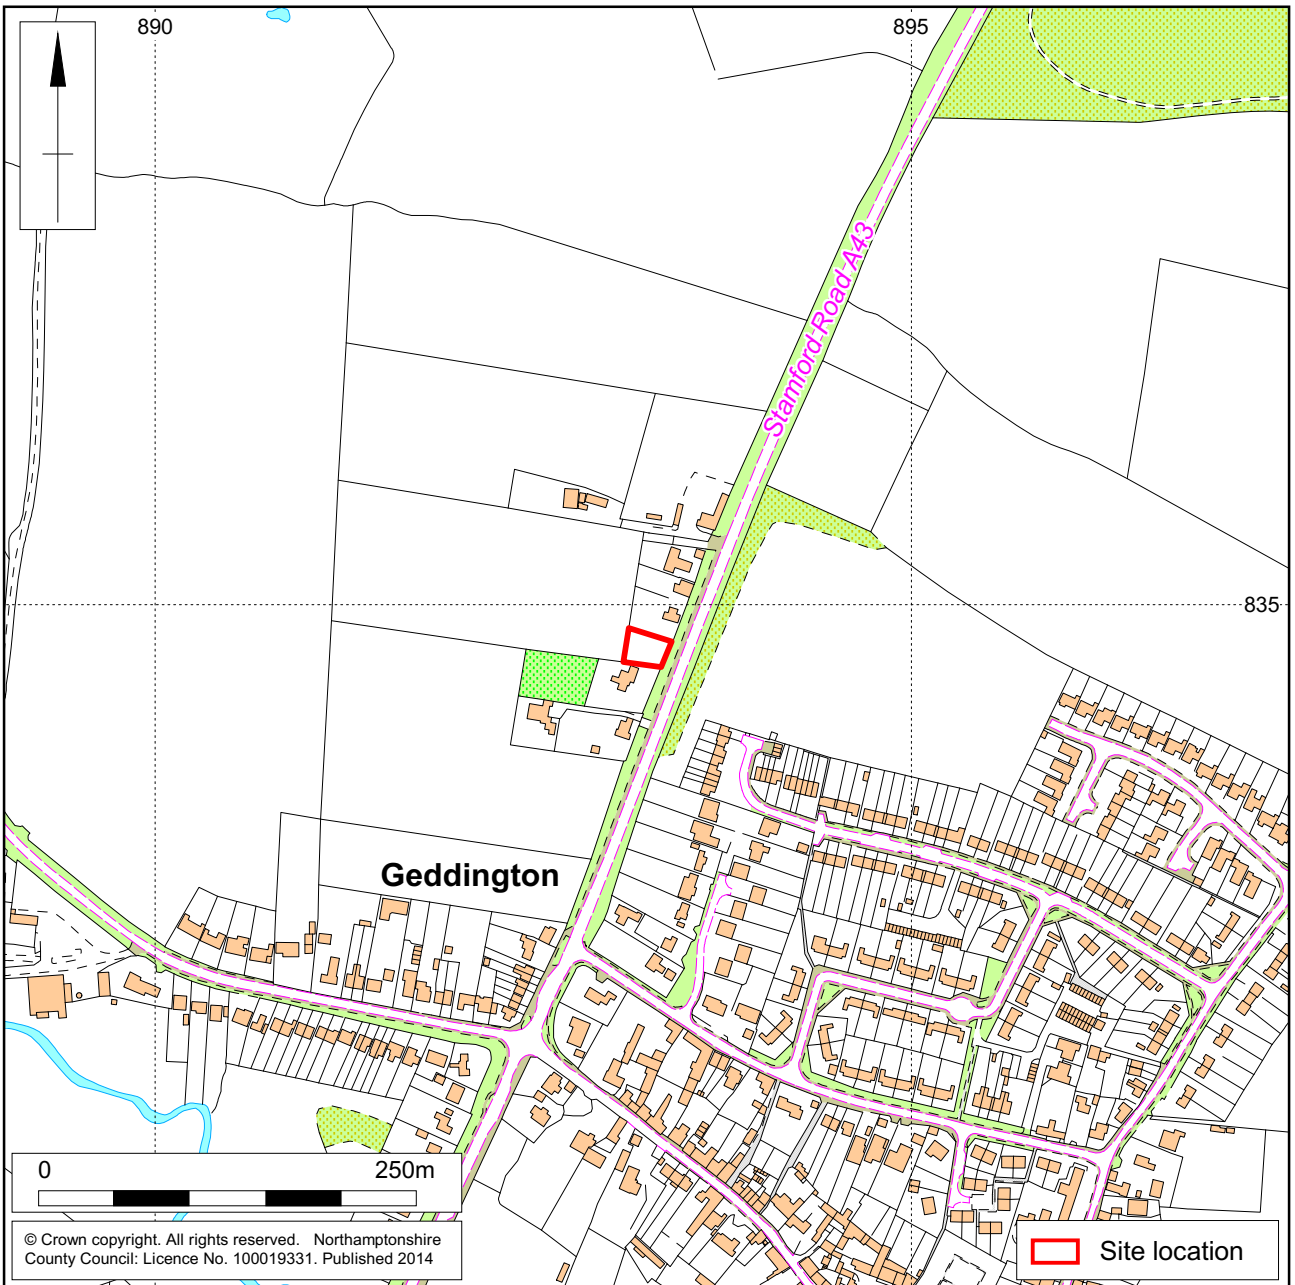 890
895
Stamford Road A43
835
Geddington
0 250m
© Crown copyright. All rights reserved. Northamptonshire
County Council: Licence No. 100019331. Published 2014
Site location